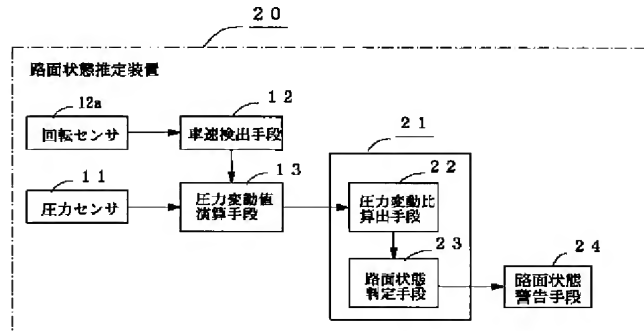 ２０
路面状態推定装置
12a
回転センサ
１２
車速検出手段
２１
１１
圧力センサ
１３
圧力変動値
演算手段
２２
圧力変動比
算出手段
２３
路面状態
判定手段
２４
路面状態
警告手段